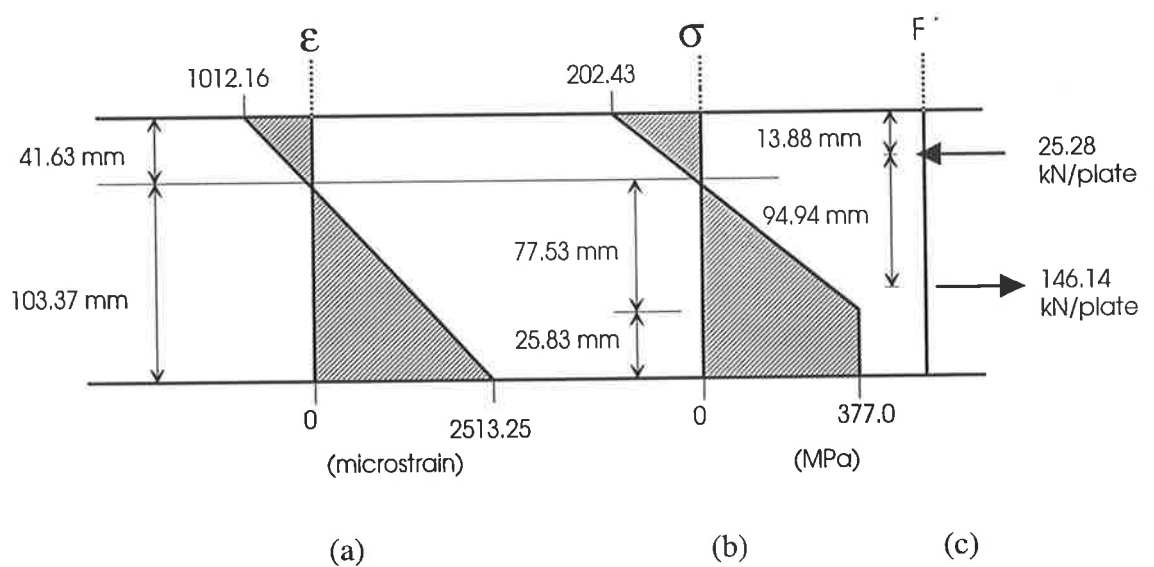 ε
σ
F
1012.16
202.43
41.63 mm
13.88 mm
25.28
kN/plate
94.94 mm
77.53 mm
103.37 mm
146.14
kN/plate
25.83 mm
0
2513.25
0
377.0
(microstrain)
(MPa)
(a)
(b)
(c)